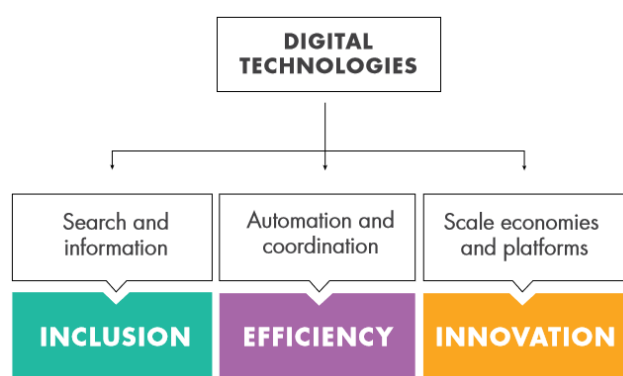 DIGITAL
TECHNOLOGIES
Search and
information
Automation and
coordination
Scale economies
and platforms
INCLUSION
EFFICIENCY
INNOVATION